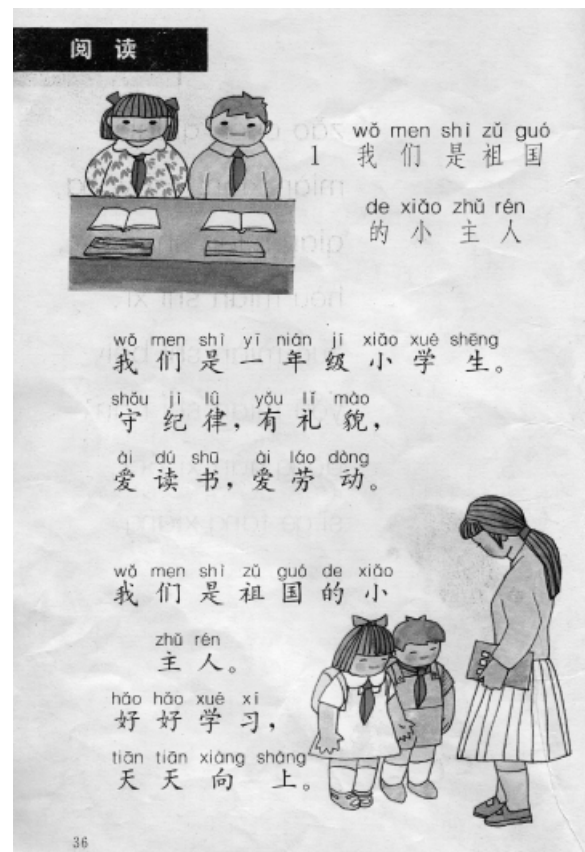 阅 读
wǒ men shì zǔ guó
1 我 们 是 祖 国
de xiǎo zhǔ rén
的 小 主 人
wǒ men shì yī nián jí xiǎo xué shēng
我 们 是 一 年 级 小 学 生。
shǒu jì lǜ yǒu lǐ mào
守 纪 律，有 礼 貌，
ài dú shū ài láo dòng
爱 读 书，爱 劳 动。
wǒ men shì zǔ guó de xiǎo
我 们 是 祖 国 的 小
zhǔ rén
主 人。
hǎo hǎo xué xí
好 好 学 习，
tiān tiān xiàng shàng
天 天 向 上。
36